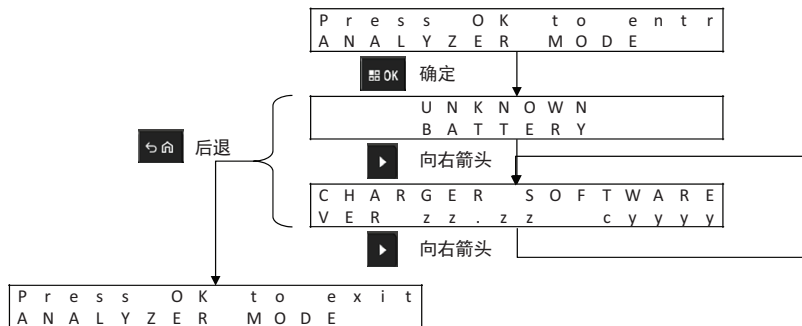 Press OK to entr
ANALYZER MODE
OK 确定
UNKNOWN
BATTERY
后退
向右箭头
CHARGER SOFTWARE
VER zz.zz cyyyy
向右箭头
Press OK to exit
ANALYZER MODE